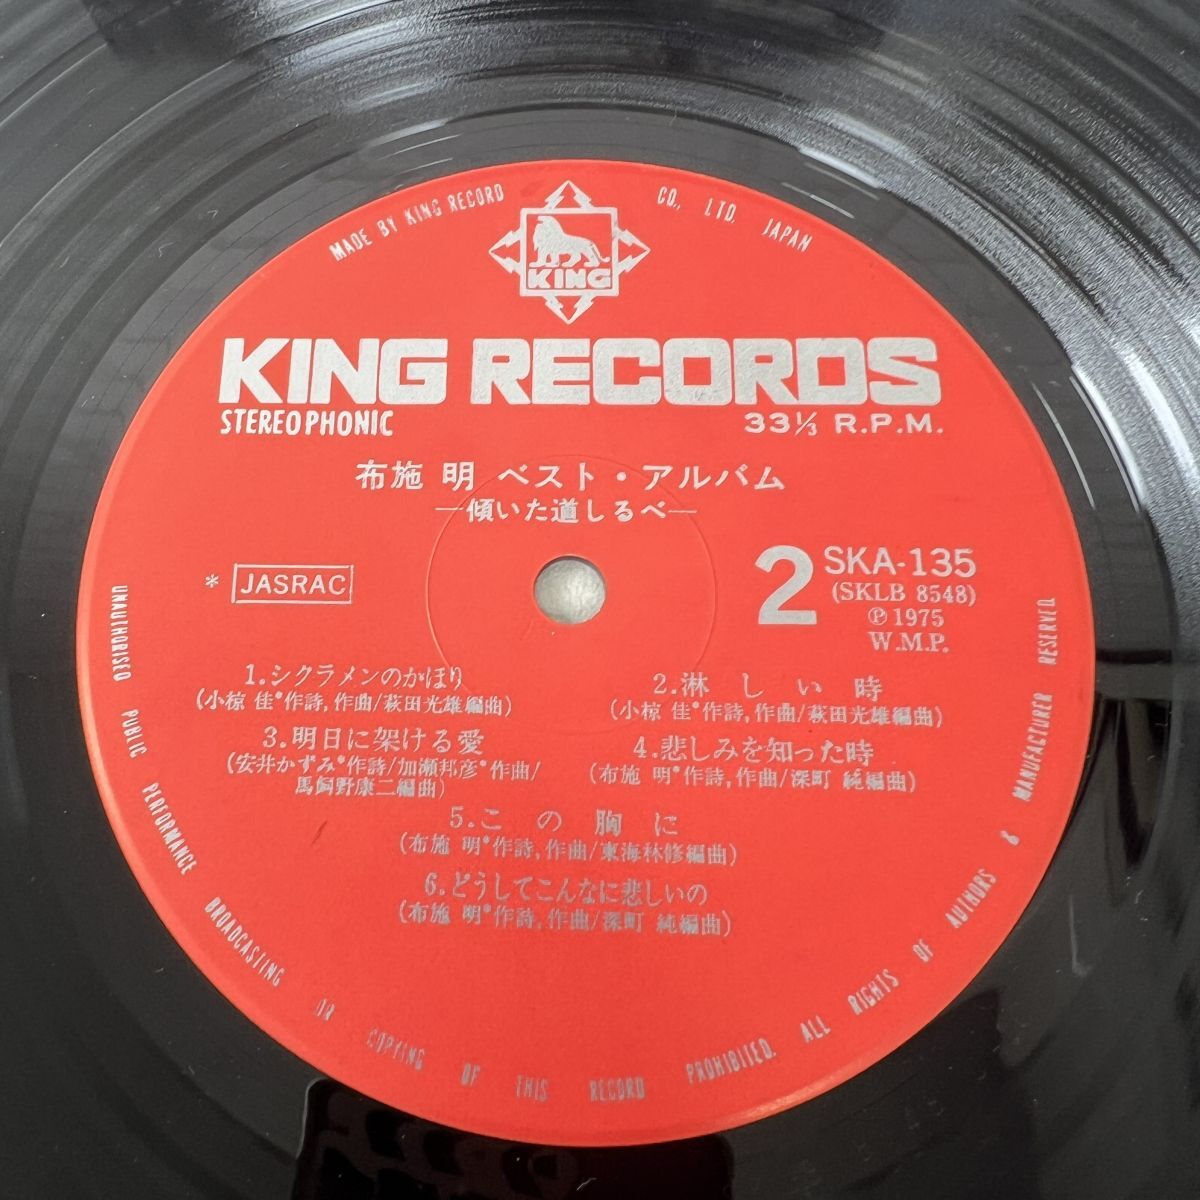 MADE BY KING RECORD CO., LTD. JAPAN
KING
KING RECORDS
STEREOPHONIC
33⅓ R.P.M.
布施 明 ベスト・アルバム
―傾いた道しるべ―
* JASRAC
2
SKA-135
(SKLB 8548)
Ⓟ1975
W.M.P.
1.シクラメンのかほり
(小椋 佳*作詩,作曲/萩田光雄編曲)
2.淋しい時
(小椋 佳*作詩,作曲/萩田光雄編曲)
3.明日に架ける愛
(安井かずみ*作詩/加瀬邦彦*作曲/
馬飼野康二編曲)
4.悲しみを知った時
(布施 明*作詩,作曲/深町 純編曲)
5.この胸に
(布施 明*作詩,作曲/東海林修編曲)
6.どうしてこんなに悲しいの
(布施 明*作詩,作曲/深町 純編曲)
UNAUTHORISED PUBLIC PERFORMANCE BROADCASTING OR COPYING OF THIS RECORD PROHIBITED. ALL RIGHTS OF AUTHORS & MANUFACTURER RESERVED.